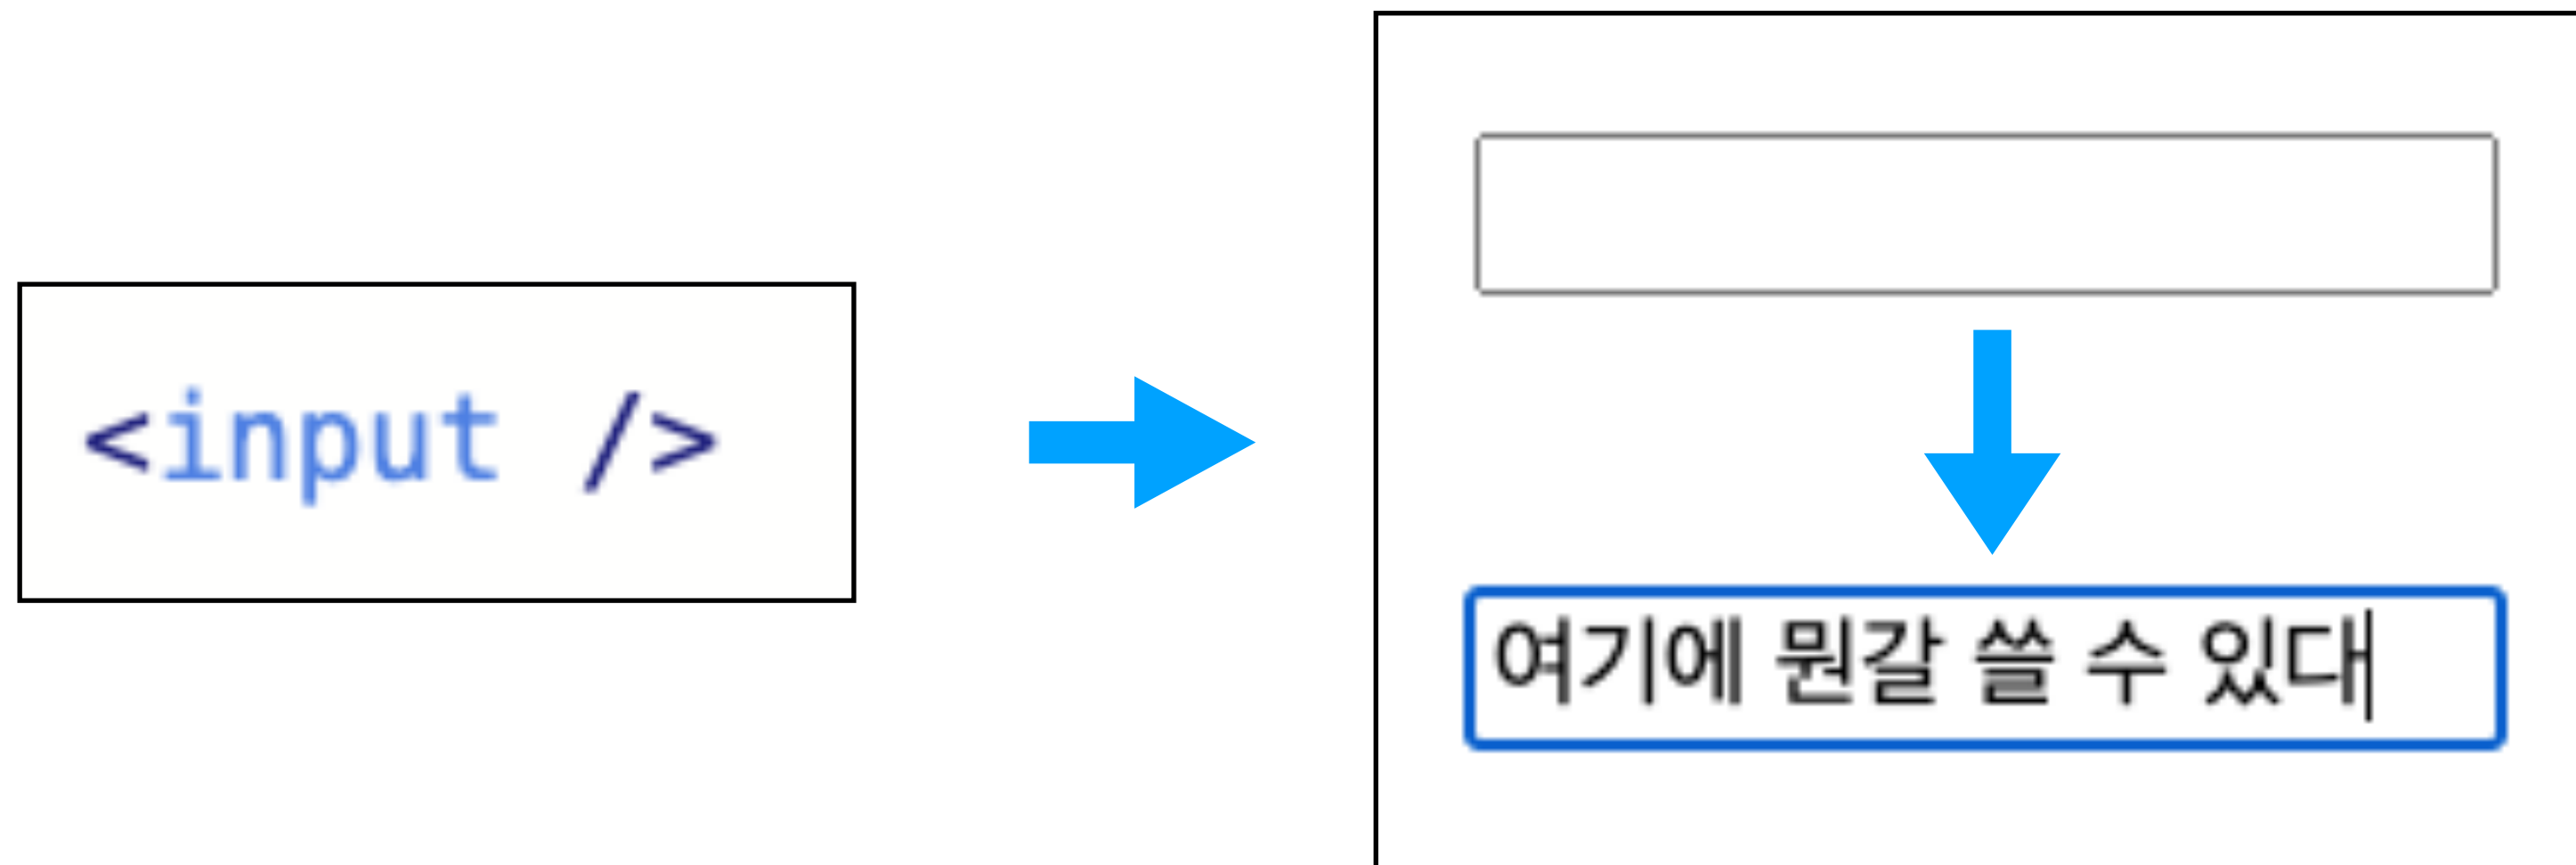 <input />
여기에 뭔갈 쓸 수 있대